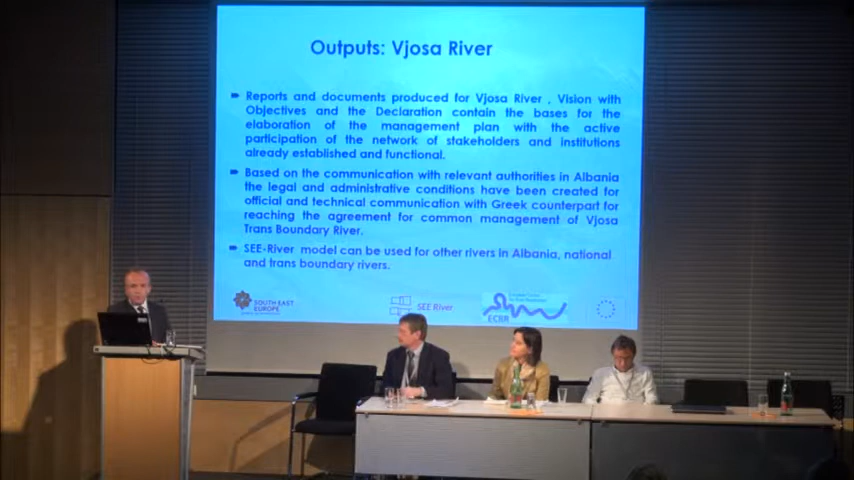 Outputs: Vjosa River
Reports and documents produced for Vjosa River , Vision with
Objectives and the Declaration contain the bases for the
elaboration of the management plan with the active
participation of the network of stakeholders and institutions
already established and functional.
Based on the communication with relevant authorities in Albania
the legal and administrative conditions have been created for
official and technical communication with Greek counterpart for
reaching the agreement for common management of Vjosa
Trans Boundary River.
SEE-River model can be used for other rivers in Albania, national
and trans boundary rivers.
SOUTH EAST
EUROPE
SEE River
ECRR